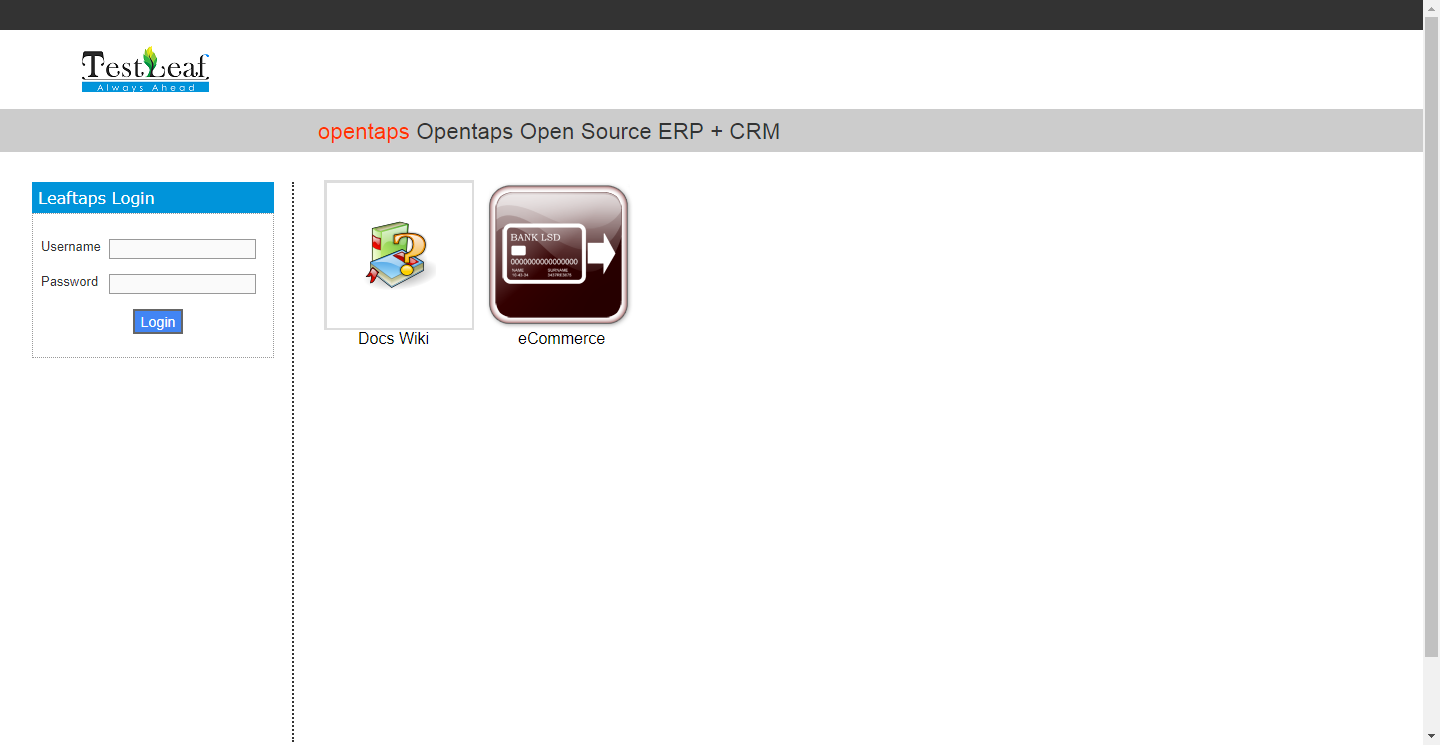 TestLeaf
Always Ahead
opentaps Opentaps Open Source ERP + CRM
Leaftaps Login
Username
Password
Login
BANK LSD
0000000000000000
NAME SURNAME
Docs Wiki
eCommerce